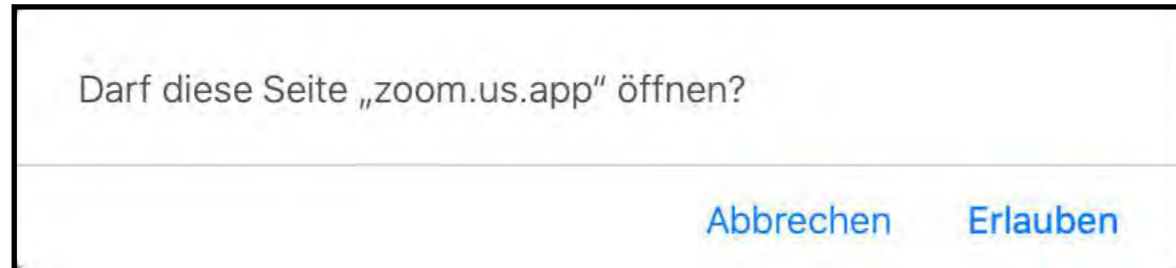 Darf diese Seite „zoom.us.app“ öffnen?
Abbrechen Erlauben